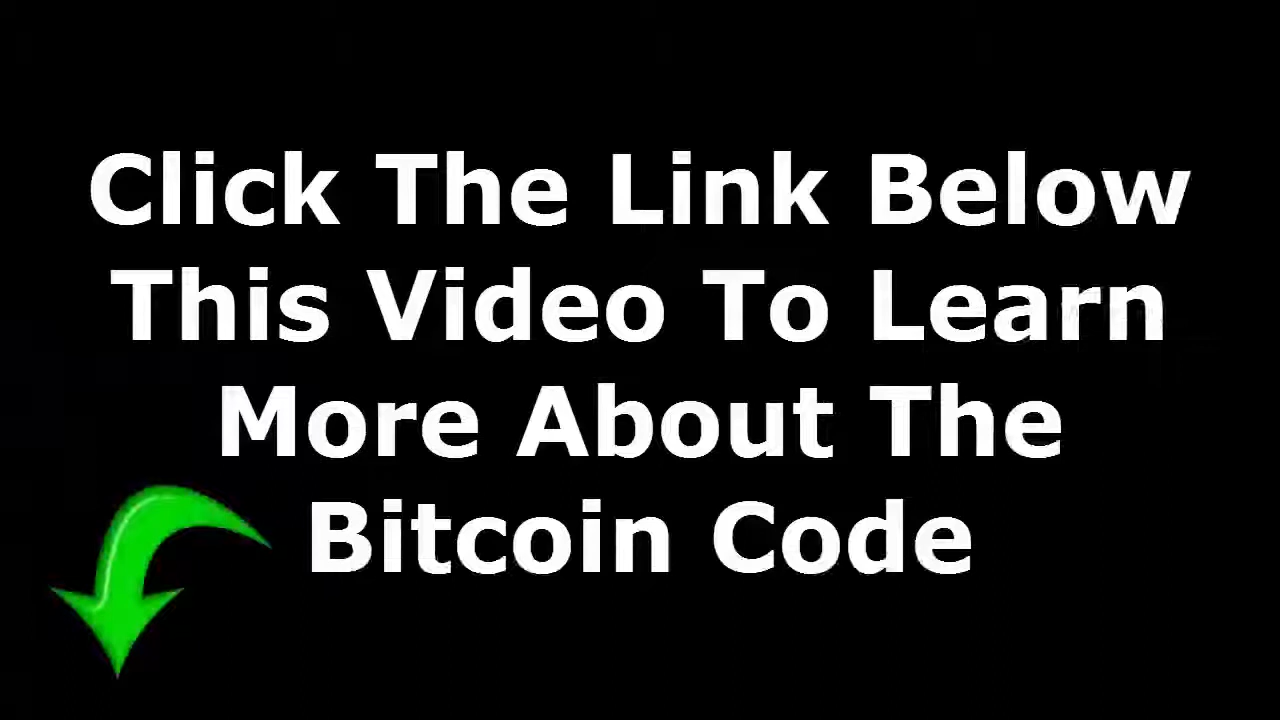 Click The Link Below
This Video To Learn
More About The
Bitcoin Code